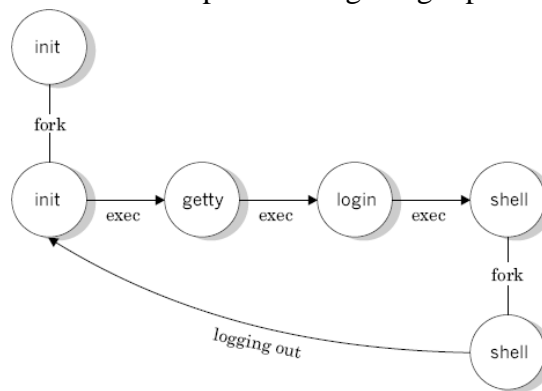 init
fork
init
getty
login
shell
exec
exec
exec
fork
logging out
shell